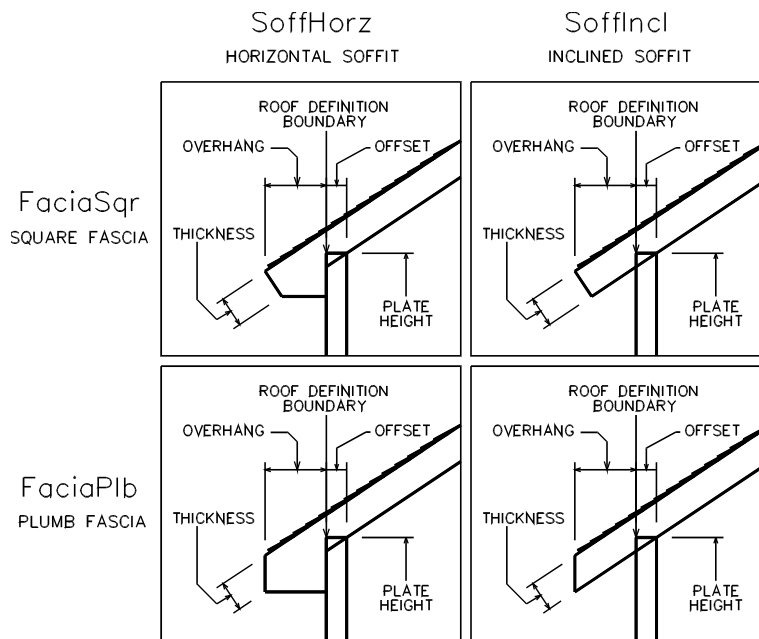 SoffHorz
HORIZONTAL SOFFIT
SoffIncl
INCLINED SOFFIT
FaciaSqr
SQUARE FASCIA
ROOF DEFINITION
BOUNDARY
OVERHANG
OFFSET
THICKNESS
PLATE
HEIGHT
ROOF DEFINITION
BOUNDARY
OVERHANG
OFFSET
THICKNESS
PLATE
HEIGHT
FaciaPlb
PLUMB FASCIA
ROOF DEFINITION
BOUNDARY
OVERHANG
OFFSET
THICKNESS
PLATE
HEIGHT
ROOF DEFINITION
BOUNDARY
OVERHANG
OFFSET
THICKNESS
PLATE
HEIGHT